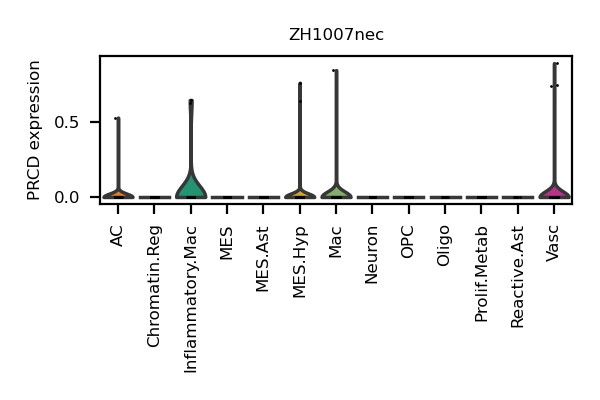 ZH1007nec
PRCD expression
0.5
0.0
AC
Chromatin.Reg
Inflammatory.Mac
MES
MES.Ast
MES.Hyp
Mac
Neuron
OPC
Oligo
Prolif.Metab
Reactive.Ast
Vasc